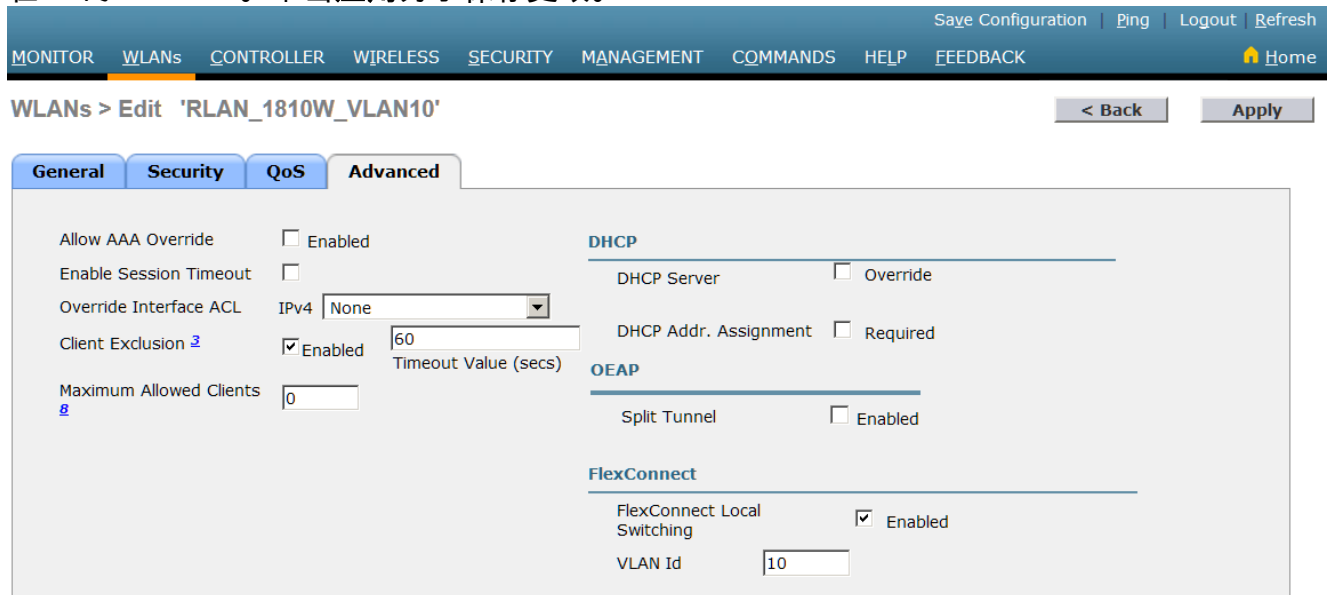 Save Configuration | Ping | Logout | Refresh
MONITOR WLANs CONTROLLER WIRELESS SECURITY MANAGEMENT COMMANDS HELP FEEDBACK Home
WLANs > Edit 'RLAN_1810W_VLAN10'
< Back Apply
General Security QoS Advanced
Allow AAA Override Enabled
Enable Session Timeout
Override Interface ACL IPv4 None
Client Exclusion 3 Enabled 60
Timeout Value (secs)
Maximum Allowed Clients 0
8
DHCP
DHCP Server Override
DHCP Addr. Assignment Required
OEAP
Split Tunnel Enabled
FlexConnect
FlexConnect Local
Switching Enabled
VLAN Id 10